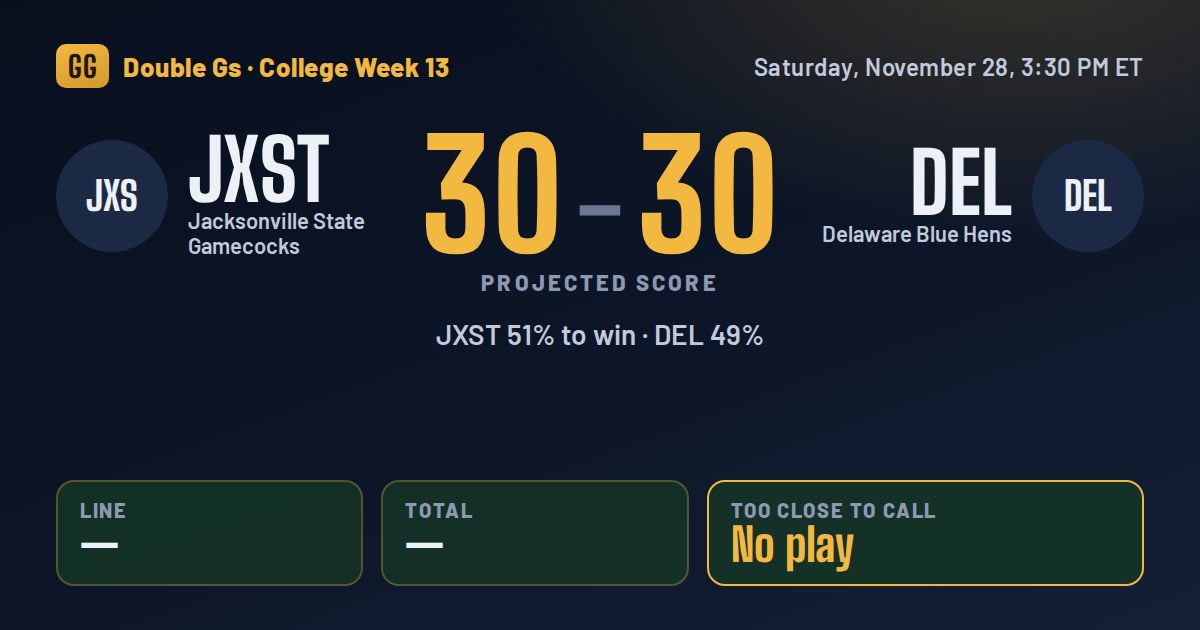 GG
Double Gs · College Week 13
Saturday, November 28, 3:30 PM ET
JXS
JXST
Jacksonville State
Gamecocks
30 – 30
PROJECTED SCORE
JXST 51% to win · DEL 49%
DEL
Delaware Blue Hens
DEL
LINE
—
TOTAL
—
TOO CLOSE TO CALL
No play